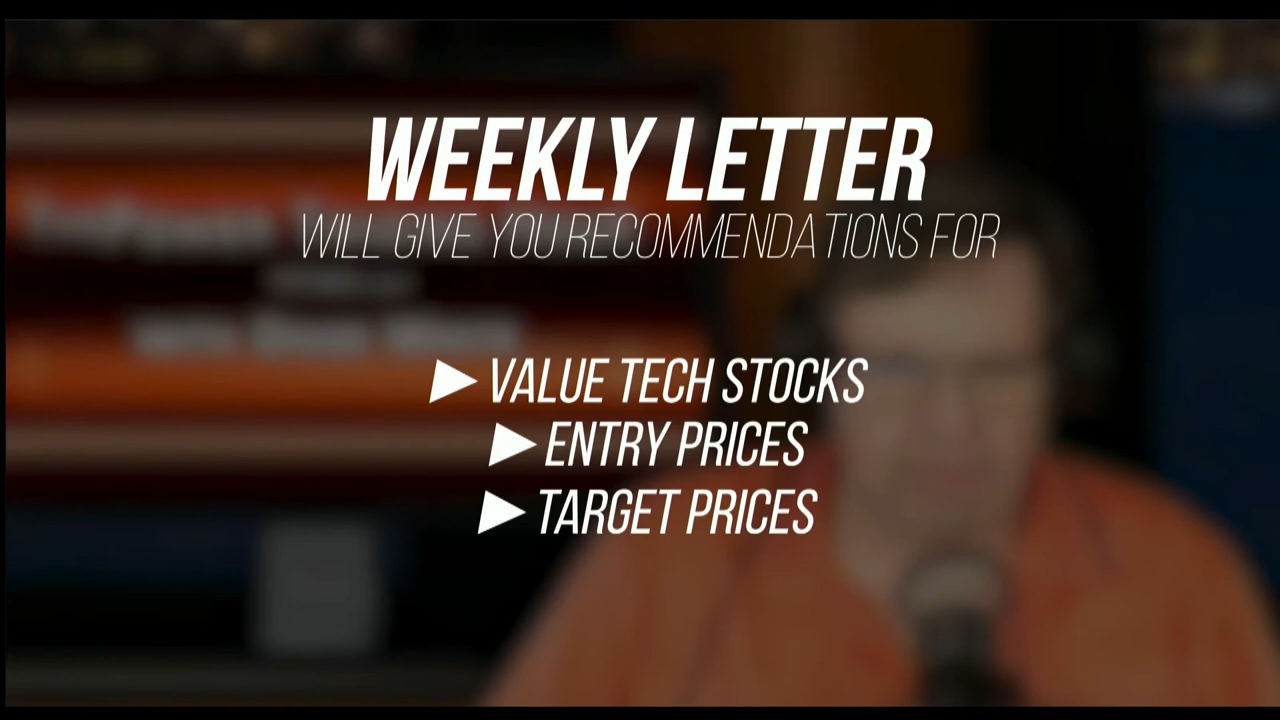 WEEKLY LETTER
WILL GIVE YOU RECOMMENDATIONS FOR
▶ VALUE TECH STOCKS
▶ ENTRY PRICES
▶ TARGET PRICES